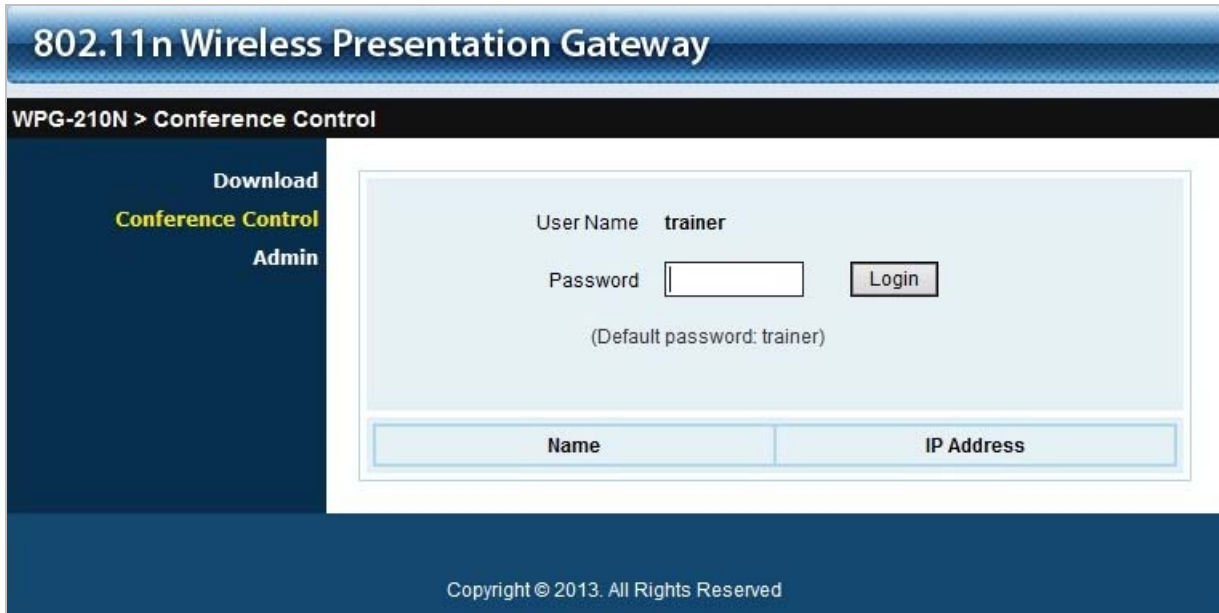 802.11n Wireless Presentation Gateway
WPG-210N > Conference Control
Download
Conference Control
Admin
User Name trainer
Password Login
(Default password: trainer)
Name IP Address
Copyright © 2013. All Rights Reserved